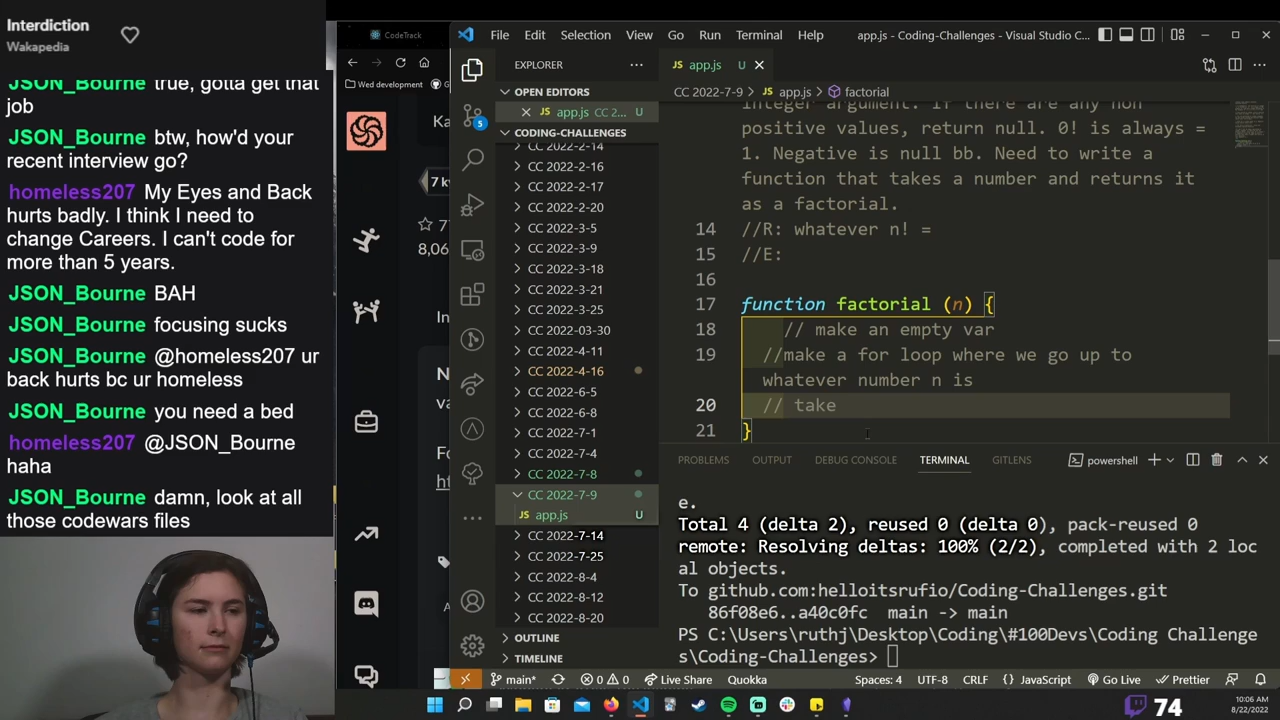 Interdiction
Wakapedia
JSON_Bourne true, gotta get that
job
JSON_Bourne btw, how'd your
recent interview go?
homeless207 My Eyes and Back
hurts badly. I think I need to
change Careers. I can't code for
more than 5 years.
JSON_Bourne BAH
JSON_Bourne focusing sucks
JSON_Bourne @homeless207 ur
back hurts bc ur homeless
JSON_Bourne you need a bed
homeless207 @JSON_Bourne
haha
JSON_Bourne damn, look at all
those codewars files
CodeTrack
Wed development
Ka
7 kyu
77
8,06
In
N
va
Fo
ht
File Edit Selection View Go Run Terminal Help
app.js - Coding-Challenges - Visual Studio C...
5
EXPLORER
OPEN EDITORS
app.js CC 2... U
CODING-CHALLENGES
CC 2022-2-14
CC 2022-2-16
CC 2022-2-17
CC 2022-2-20
CC 2022-3-5
CC 2022-3-9
CC 2022-3-18
CC 2022-3-21
CC 2022-3-25
CC 2022-03-30
CC 2022-4-11
CC 2022-4-16
CC 2022-6-5
CC 2022-6-8
CC 2022-7-1
CC 2022-7-4
CC 2022-7-8
CC 2022-7-9
JS app.js U
CC 2022-7-14
CC 2022-7-25
CC 2022-8-4
CC 2022-8-12
CC 2022-8-20
OUTLINE
TIMELINE
JS app.js U
CC 2022-7-9 > JS app.js > factorial
integer argument. If there are any non
positive values, return null. 0! is always =
1. Negative is null bb. Need to write a
function that takes a number and returns it
as a factorial.
14 //R: whatever n! =
15 //E:
16
17 function factorial (n) {
18 // make an empty var
19 //make a for loop where we go up to
whatever number n is
20 // take
21 }
PROBLEMS OUTPUT DEBUG CONSOLE TERMINAL GITLENS
powershell
e.
Total 4 (delta 2), reused 0 (delta 0), pack-reused 0
remote: Resolving deltas: 100% (2/2), completed with 2 loc
al objects.
To github.com:helloitsrufio/Coding-Challenges.git
86f08e6..a40c0fc main -> main
PS C:\Users\ruthj\Desktop\Coding\#100Devs\Coding Challenge
s\Coding-Challenges>
main* 0 0 Live Share Quokka Spaces: 4 UTF-8 CRLF JavaScript Go Live Prettier
74
10:06 AM
8/22/2022